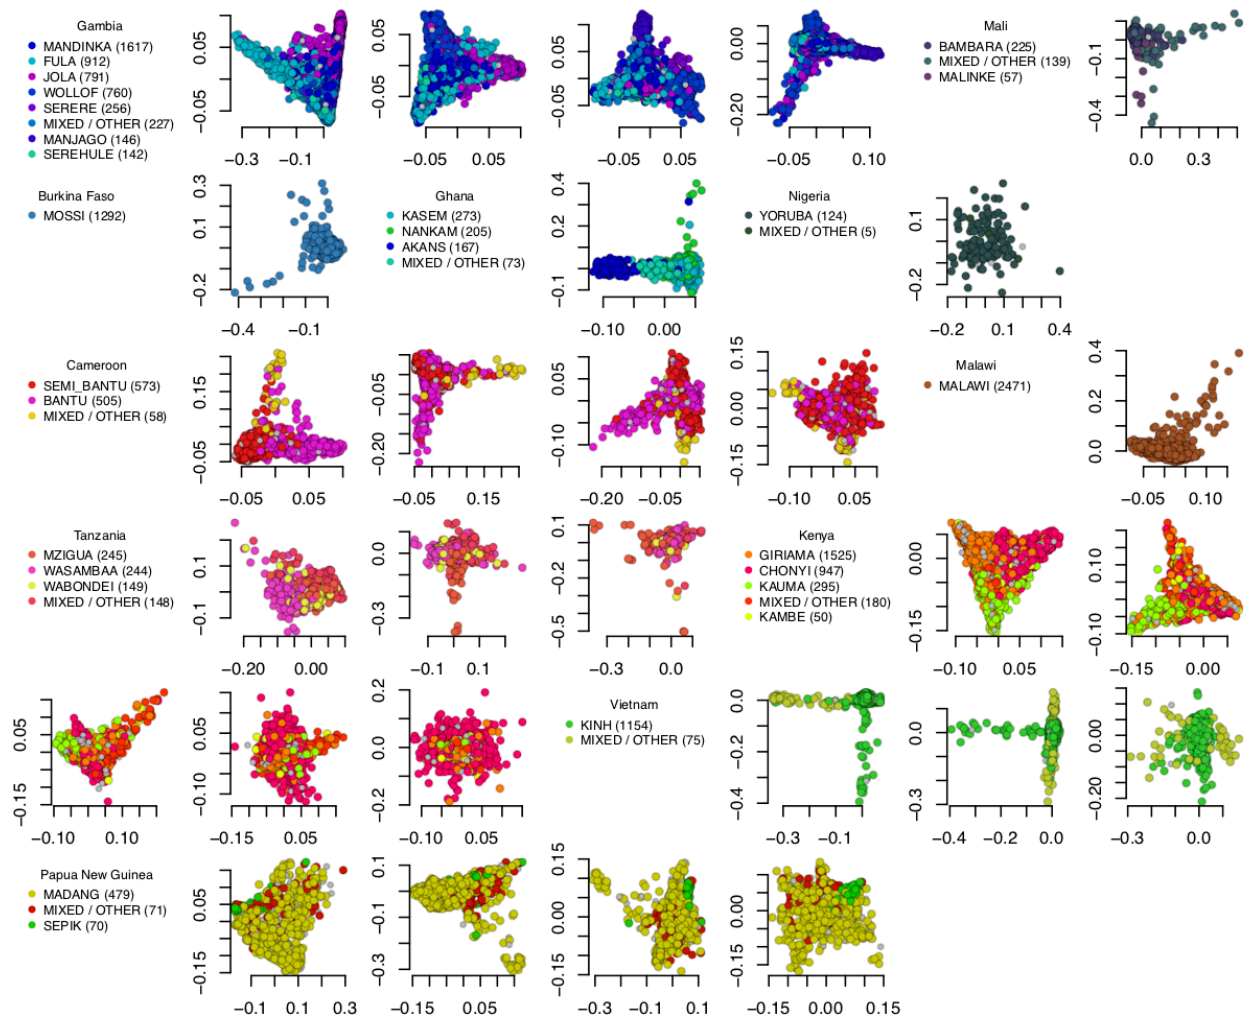 Gambia
MANDINKA (1617)
FULA (912)
JOLA (791)
WOLLOF (760)
SERERE (256)
MIXED / OTHER (227)
MANJAGO (146)
SEREHULE (142)
0.05
−0.05
−0.3 −0.1
0.05
−0.05
−0.05 0.05
0.05
−0.05
−0.05 0.05
0.00
−0.20
−0.05 0.10
Mali
BAMBARA (225)
MIXED / OTHER (139)
MALINKE (57)
−0.1
−0.4
0.0 0.3
Burkina Faso
MOSSI (1292)
0.3
0.1
−0.2
−0.4 −0.1
Ghana
KASEM (273)
NANKAM (205)
AKANS (167)
MIXED / OTHER (73)
0.4
0.2
−0.1
−0.10 0.00
Nigeria
YORUBA (124)
MIXED / OTHER (5)
0.1
−0.2
−0.2 0.1 0.4
Cameroon
SEMI_BANTU (573)
BANTU (505)
MIXED / OTHER (58)
0.15
−0.05
−0.05 0.05
−0.05
−0.20
−0.05 0.15
0.05
−0.10
−0.20 −0.05
0.15
0.00
−0.15
−0.10 0.05
Malawi
MALAWI (2471)
0.4
0.2
0.0
−0.05 0.10
Tanzania
MZIGUA (245)
WASAMBAA (244)
WABONDEI (149)
MIXED / OTHER (148)
0.1
−0.1
−0.20 0.00
0.0
−0.3
−0.1 0.1
0.1
−0.2
−0.5
−0.3 0.0
Kenya
GIRIAMA (1525)
CHONYI (947)
KAUMA (295)
MIXED / OTHER (180)
KAMBE (50)
0.00
−0.15
−0.10 0.05
0.10
0.00
−0.10
−0.15 0.00
0.05
−0.15
−0.10 0.10
0.05
−0.10
−0.15 0.05
0.2
0.0
−0.2
−0.10 0.05
Vietnam
KINH (1154)
MIXED / OTHER (75)
0.0
−0.2
−0.4
−0.3 0.0
0.0
−0.3
−0.4 −0.2 0.0
0.00
−0.20
−0.3 0.0
Papua New Guinea
MADANG (479)
MIXED / OTHER (71)
SEPIK (70)
0.05
−0.15
−0.1 0.1 0.3
0.1
−0.1
−0.3
−0.1 0.1
0.15
0.00
−0.15
−0.3 −0.1 0.1
0.00
−0.15
−0.15 0.00 0.15